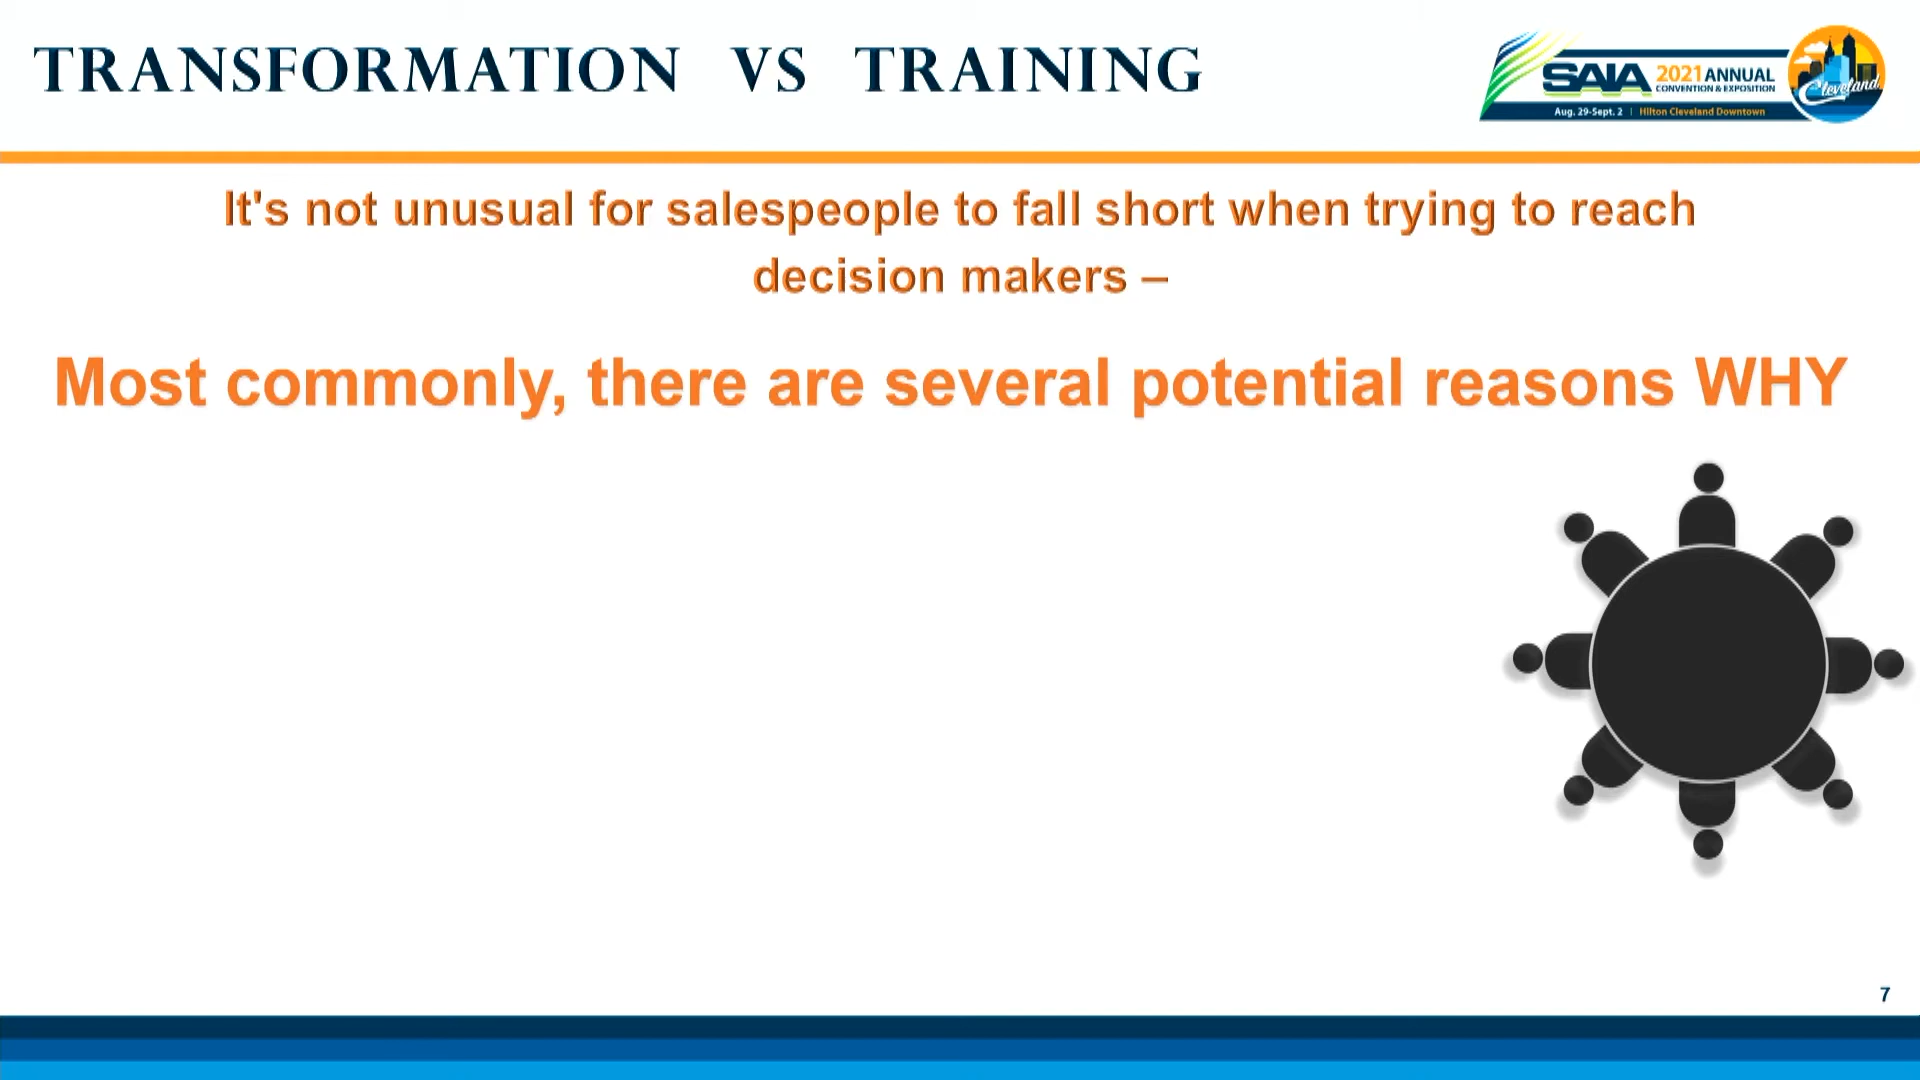 TRANSFORMATION VS TRAINING
SAIA 2021 ANNUAL
CONVENTION & EXPOSITION
Cleveland
Aug. 29-Sept. 2 | Hilton Cleveland Downtown
It's not unusual for salespeople to fall short when trying to reach
decision makers –
Most commonly, there are several potential reasons WHY
7